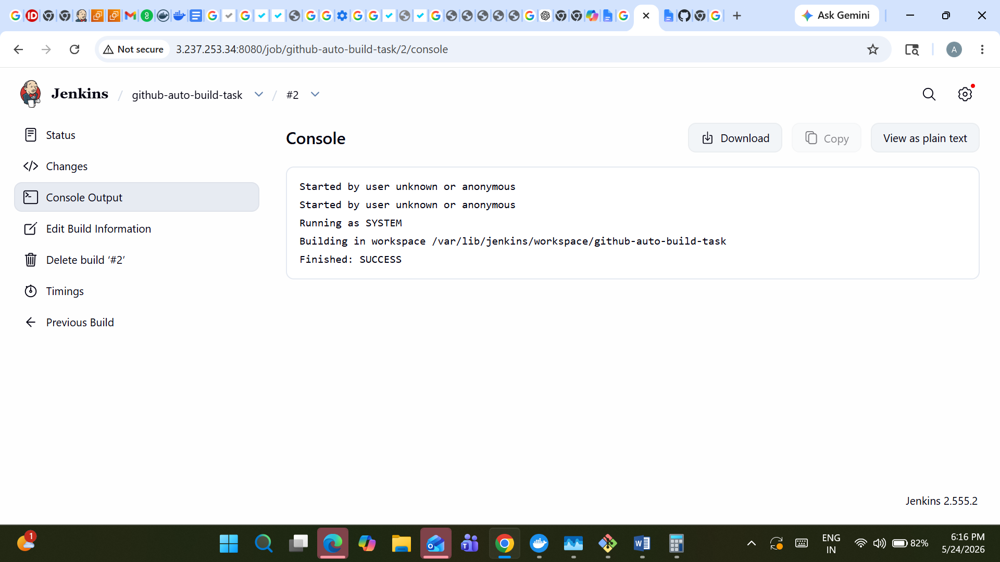 Ask Gemini
Not secure
3.237.253.34:8080/job/github-auto-build-task/2/console
A
Jenkins / github-auto-build-task / #2
Status
Changes
Console Output
Edit Build Information
Delete build ‘#2’
Timings
Previous Build
Console
Download
Copy
View as plain text
Started by user unknown or anonymous
Started by user unknown or anonymous
Running as SYSTEM
Building in workspace /var/lib/jenkins/workspace/github-auto-build-task
Finished: SUCCESS
Jenkins 2.555.2
1
ENG
IN
82%
6:16 PM
5/24/2026